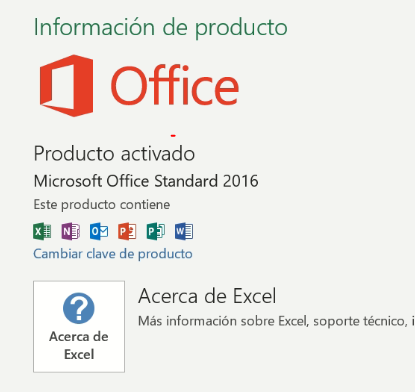 Información de producto
Office
Producto activado
Microsoft Office Standard 2016
Este producto contiene
Cambiar clave de producto
Acerca de Excel
Más información sobre Excel, soporte técnico, i
Acerca de
Excel